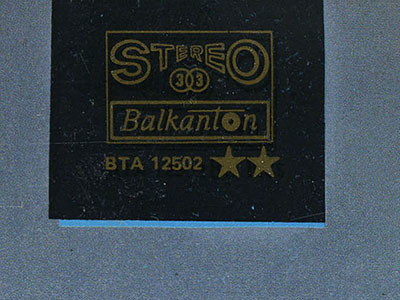 STEREO
33
Balkanton
BTA 12502